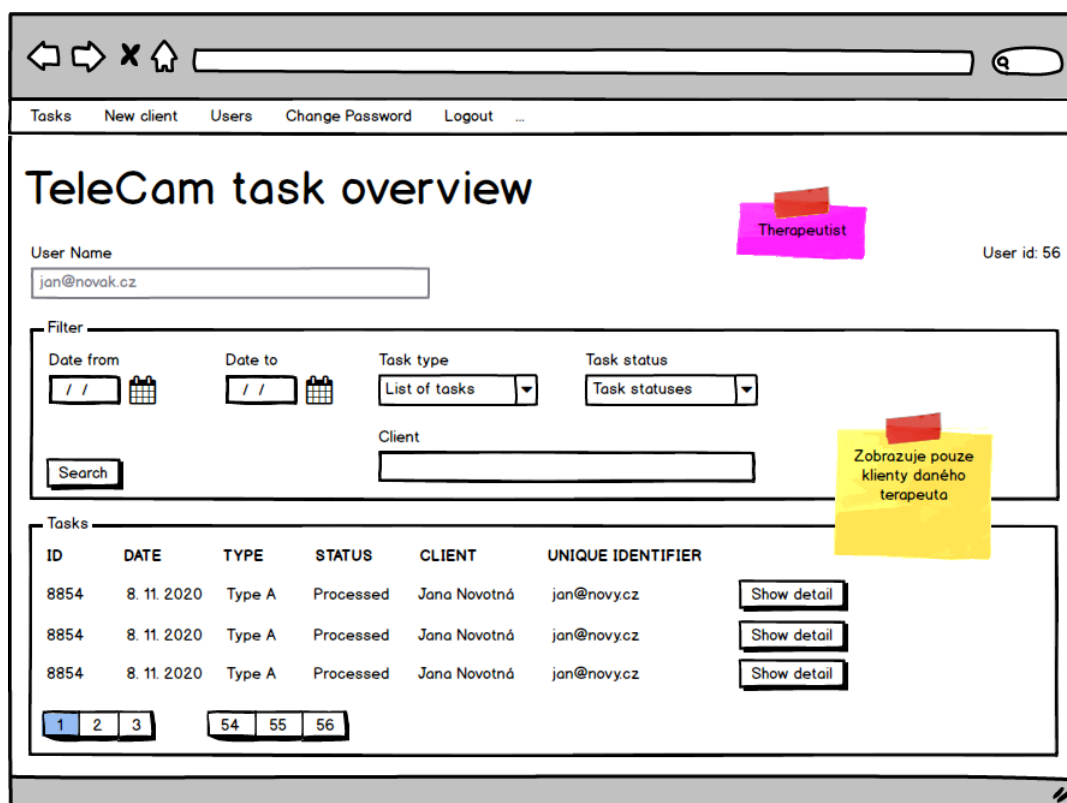 Tasks New client Users Change Password Logout ...
TeleCam task overview
Therapeutist
User Name
User id: 56
jan@novak.cz
Filter
Date from Date to Task type Task status
/ / / / List of tasks Task statuses
Client
Search
Zobrazuje pouze
klienty daného
terapeuta
Tasks
ID DATE TYPE STATUS CLIENT UNIQUE IDENTIFIER
8854 8. 11. 2020 Type A Processed Jana Novotná jan@novy.cz Show detail
8854 8. 11. 2020 Type A Processed Jana Novotná jan@novy.cz Show detail
8854 8. 11. 2020 Type A Processed Jana Novotná jan@novy.cz Show detail
1 2 3 54 55 56